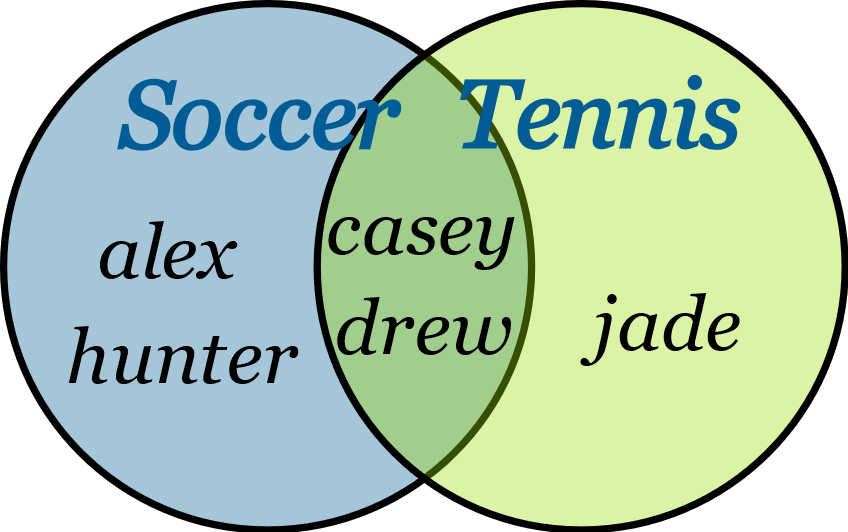 Soccer Tennis
alex
hunter
casey
drew
jade